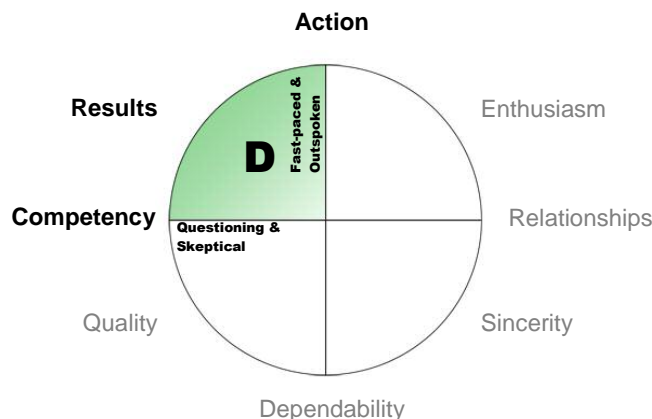 Action
Results
Enthusiasm
Fast-paced &
Outspoken
D
Competency
Relationships
Questioning &
Skeptical
Quality
Sincerity
Dependability